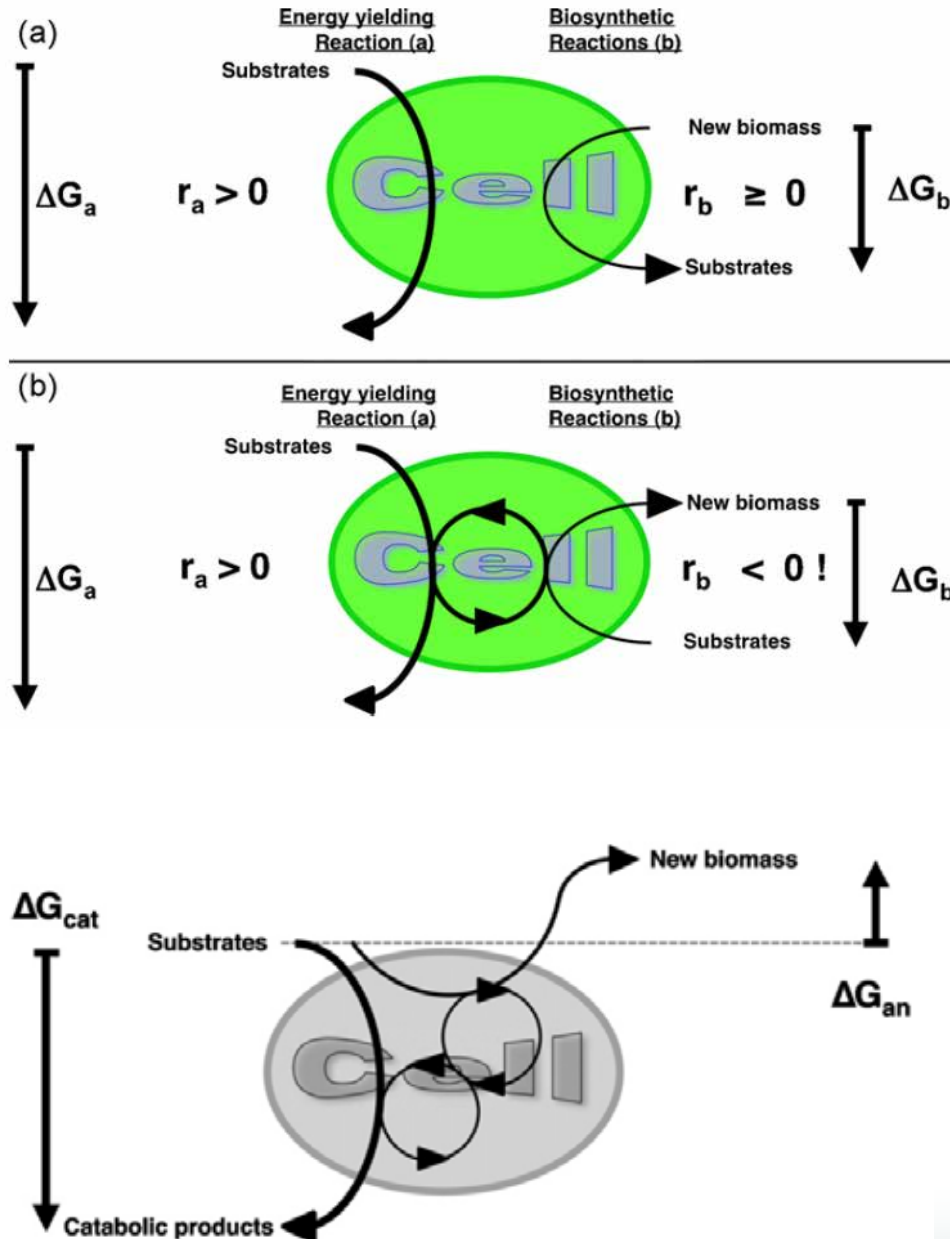 (a)
Energy yielding
Reaction (a)
Biosynthetic
Reactions (b)
Substrates
New biomass
ΔGa
ra > 0
Cell
rb ≥ 0
ΔGb
Substrates
(b)
Energy yielding
Reaction (a)
Biosynthetic
Reactions (b)
Substrates
New biomass
ΔGa
ra > 0
Cell
rb < 0 !
ΔGb
Substrates
New biomass
ΔGcat
Substrates
ΔGan
Cell
Catabolic products